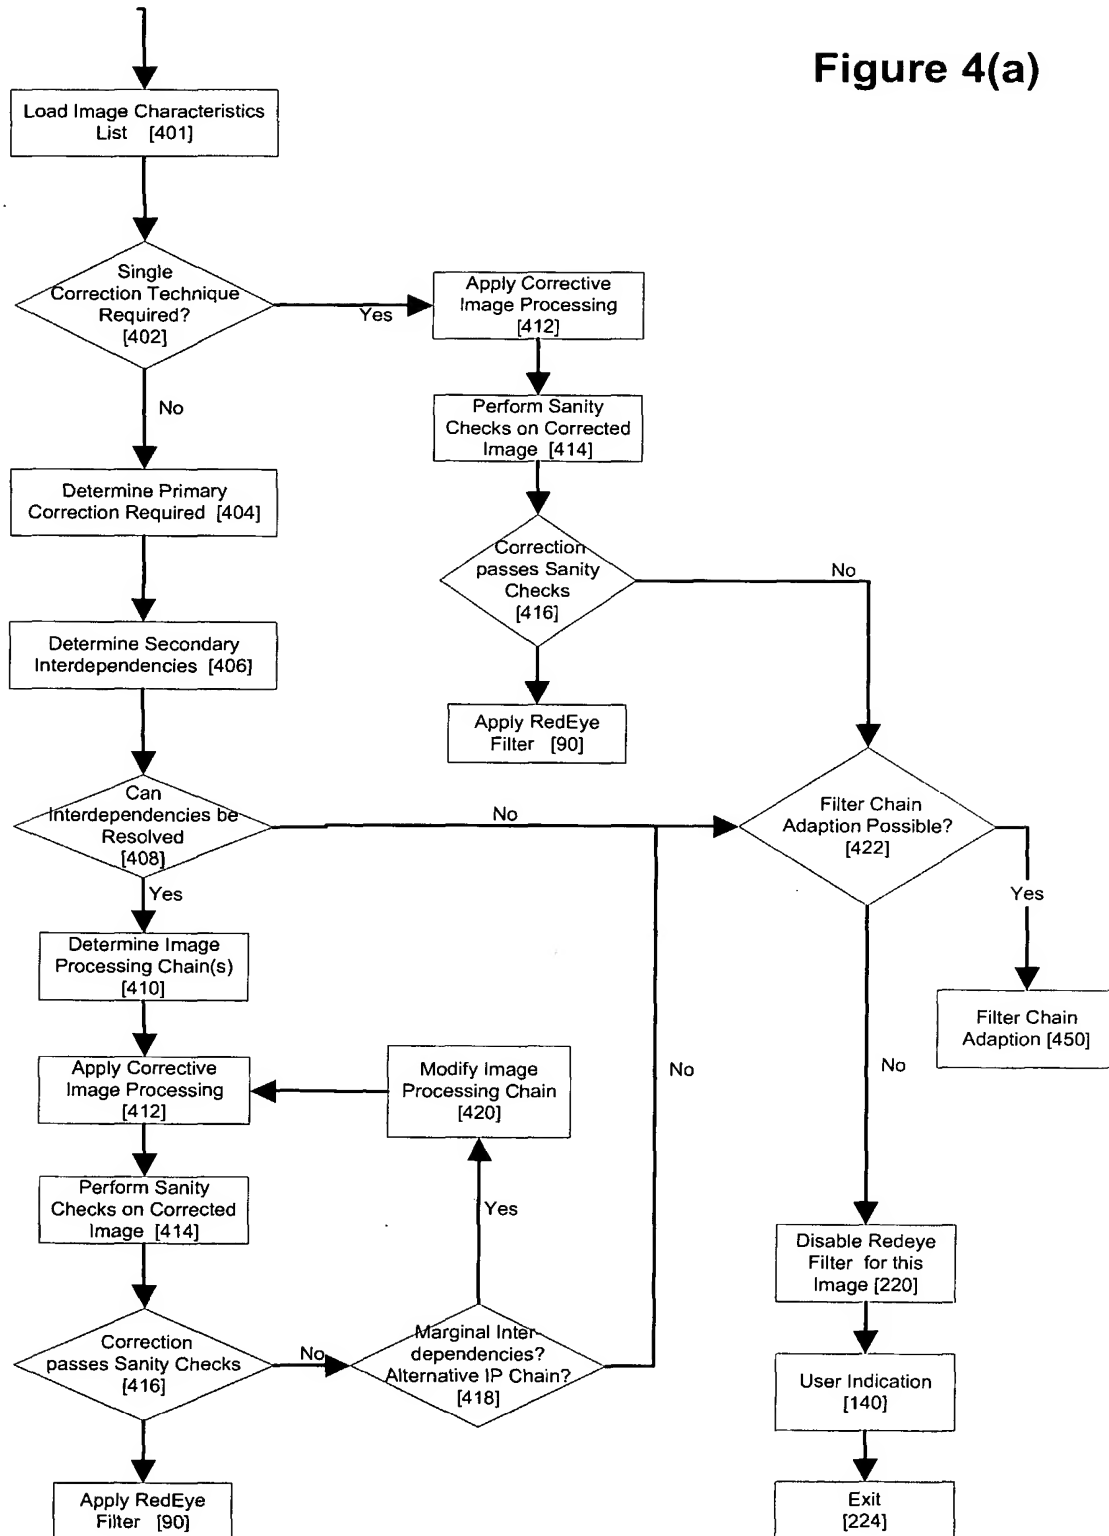 Figure 4(a)
Load Image Characteristics
List [401]
Single
Correction Technique
Required?
[402]
Yes
No
Apply Corrective
Image Processing
[412]
Perform Sanity
Checks on Corrected
Image [414]
Correction
passes Sanity
Checks
[416]
No
Apply RedEye
Filter [90]
Determine Primary
Correction Required [404]
Determine Secondary
Interdependencies [406]
Can
Interdependencies be
Resolved
[408]
No
Yes
Filter Chain
Adaption Possible?
[422]
Yes
No
Filter Chain
Adaption [450]
Determine Image
Processing Chain(s)
[410]
Apply Corrective
Image Processing
[412]
Modify Image
Processing Chain
[420]
No
Perform Sanity
Checks on Corrected
Image [414]
Yes
Correction
passes Sanity Checks
[416]
No
Marginal Inter-
dependencies?
Alternative IP Chain?
[418]
Apply RedEye
Filter [90]
Disable Redeye
Filter for this
Image [220]
User Indication
[140]
Exit
[224]